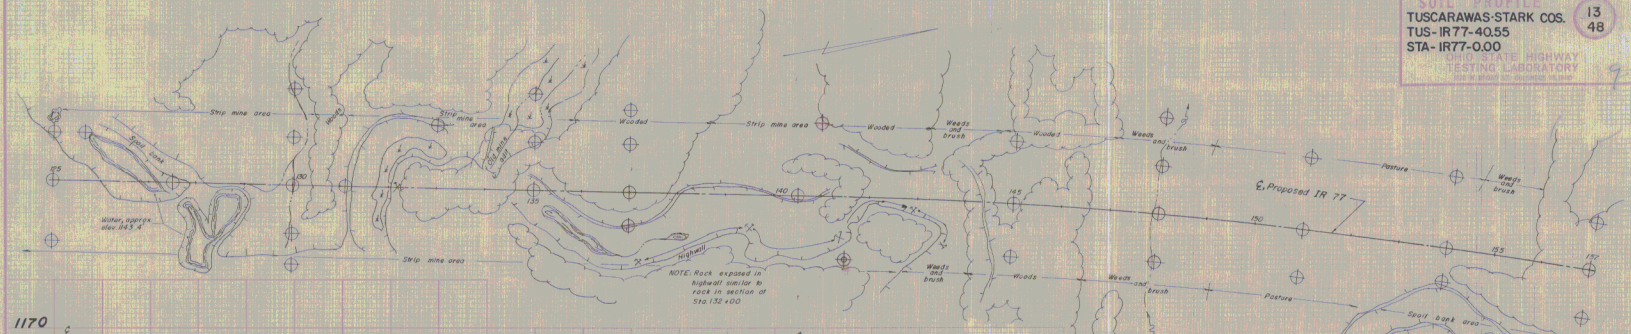 SOIL PROFILE
TUSCARAWAS-STARK COS.
TUS-IR77-40.55
STA-IR77-0.00
13
48
OHIO STATE HIGHWAY
TESTING LABORATORY
9
Strip mine area
Woods
Strip mine area
Old mine
Wooded
Strip mine area
Wooded
Weeds and brush
Wooded
Weeds and brush
Pasture
Weeds and brush
Spoil bank
125
130
135
140
145
150
155
157
℄ Proposed IR 77
Water, approx.
elev. 1143.4'
Strip mine area
Highwall
NOTE: Rock exposed in
highwall similar to
rock in section at
Sta. 132+00
Weeds and brush
Woods
Weeds and brush
Pasture
Spoil bank area
1170